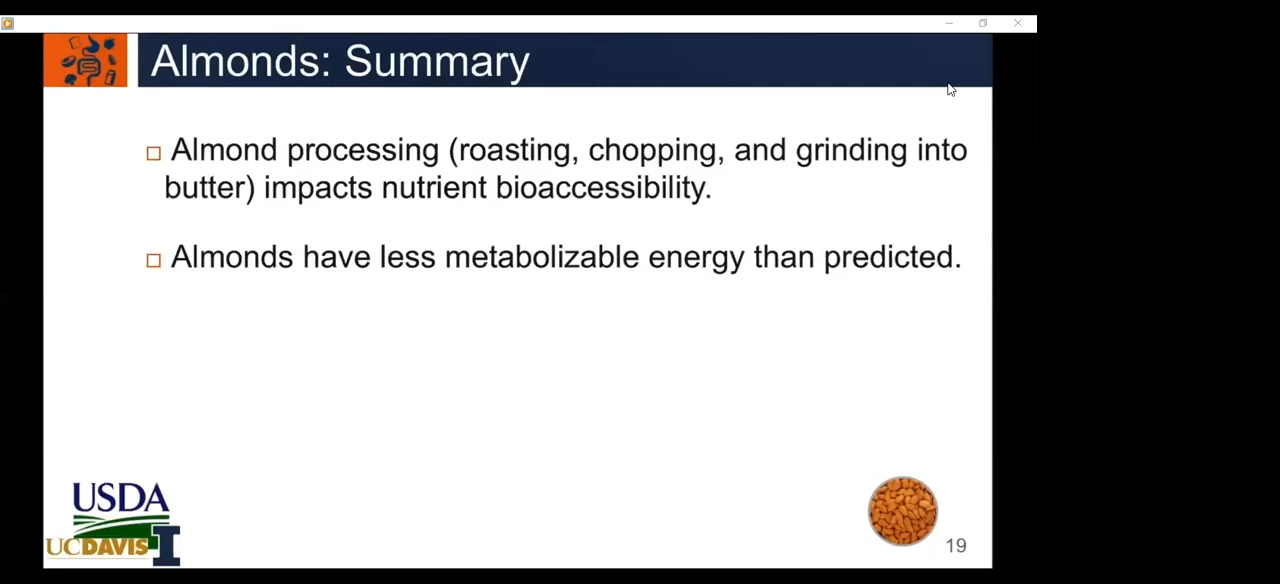 Almonds: Summary
Almond processing (roasting, chopping, and grinding into
butter) impacts nutrient bioaccessibility.
Almonds have less metabolizable energy than predicted.
USDA
UCDAVIS
I
19